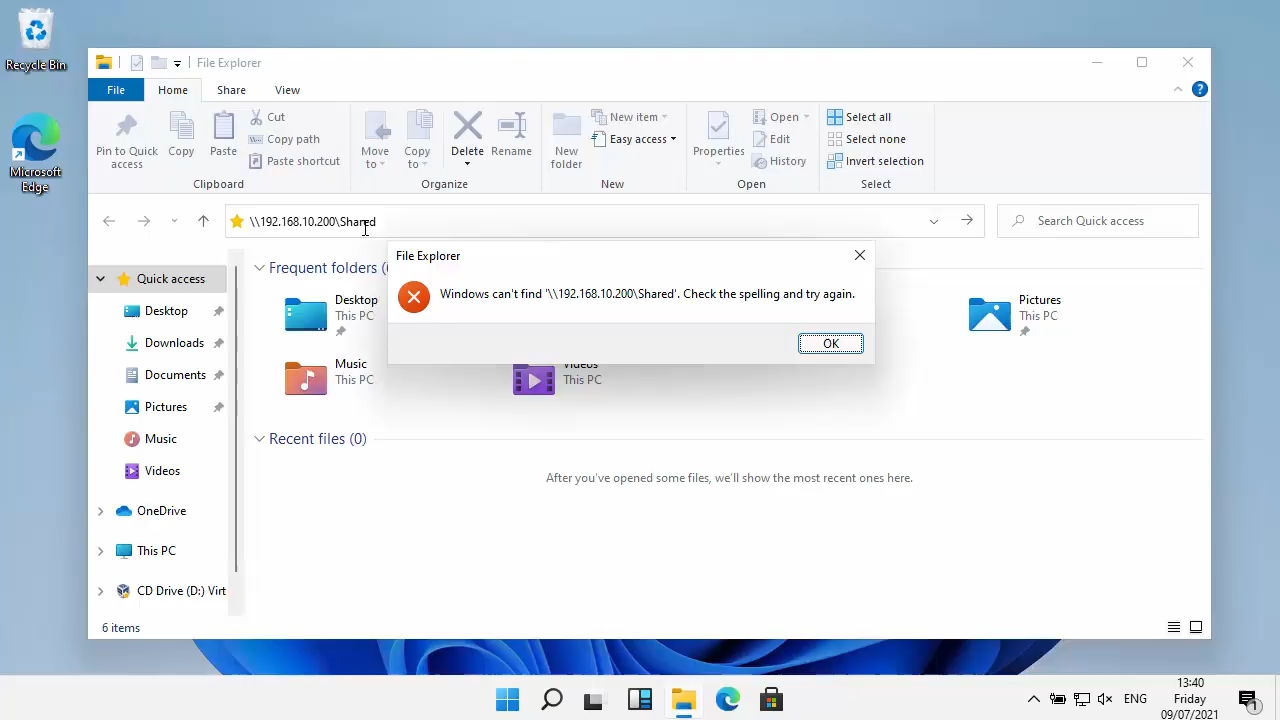 Recycle Bin
Microsoft
Edge
File Explorer
File
Home
Share
View
Pin to Quick
access
Copy
Paste
Cut
Copy path
Paste shortcut
Clipboard
Move
to
Copy
to
Delete
Rename
Organize
New
folder
New item
Easy access
New
Properties
Open
Edit
History
Open
Select all
Select none
Invert selection
Select
\\192.168.10.200\Shared
Search Quick access
Quick access
Desktop
Downloads
Documents
Pictures
Music
Videos
OneDrive
This PC
CD Drive (D:) Virt
Frequent folders (
Desktop
This PC
Pictures
This PC
Music
This PC
Videos
This PC
Recent files (0)
After you've opened some files, we'll show the most recent ones here.
File Explorer
Windows can't find '\\192.168.10.200\Shared'. Check the spelling and try again.
OK
6 items
ENG
13:40
Friday
09/07/2021
1